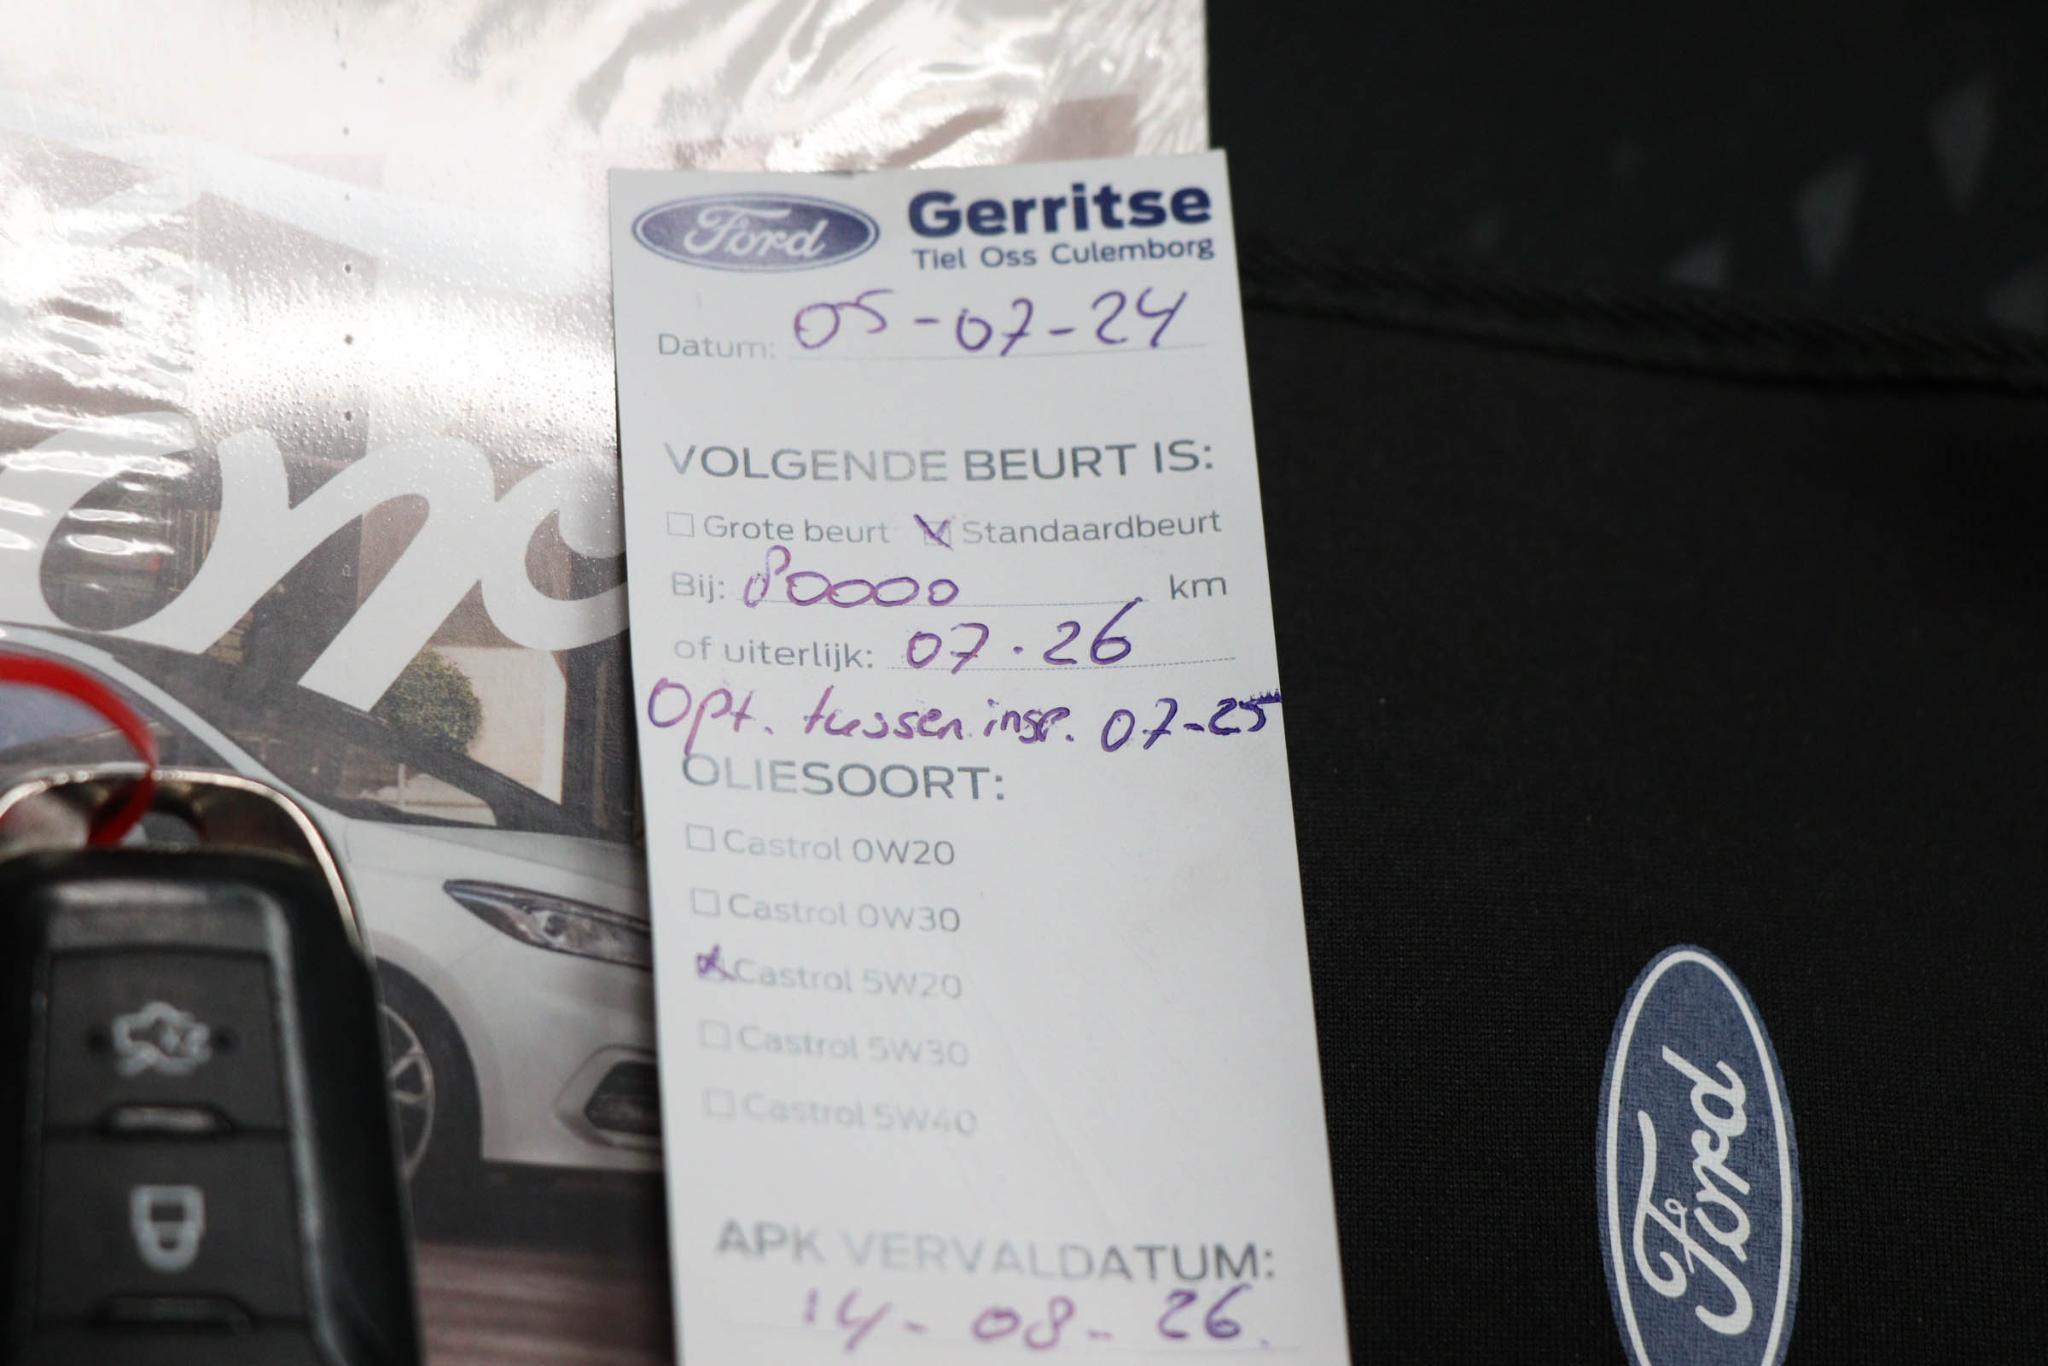 Ford Gerritse
Tiel Oss Culemborg
Datum: 05-07-24
VOLGENDE BEURT IS:
Grote beurt Standaardbeurt
Bij: 80000 km
of uiterlijk: 07.26
Opt. tussen insp. 07-25
OLIESOORT:
Castrol 0W20
Castrol 0W30
Castrol 5W20
Castrol 5W30
Castrol 5W40
APK VERVALDATUM:
14-08-26.
Ford